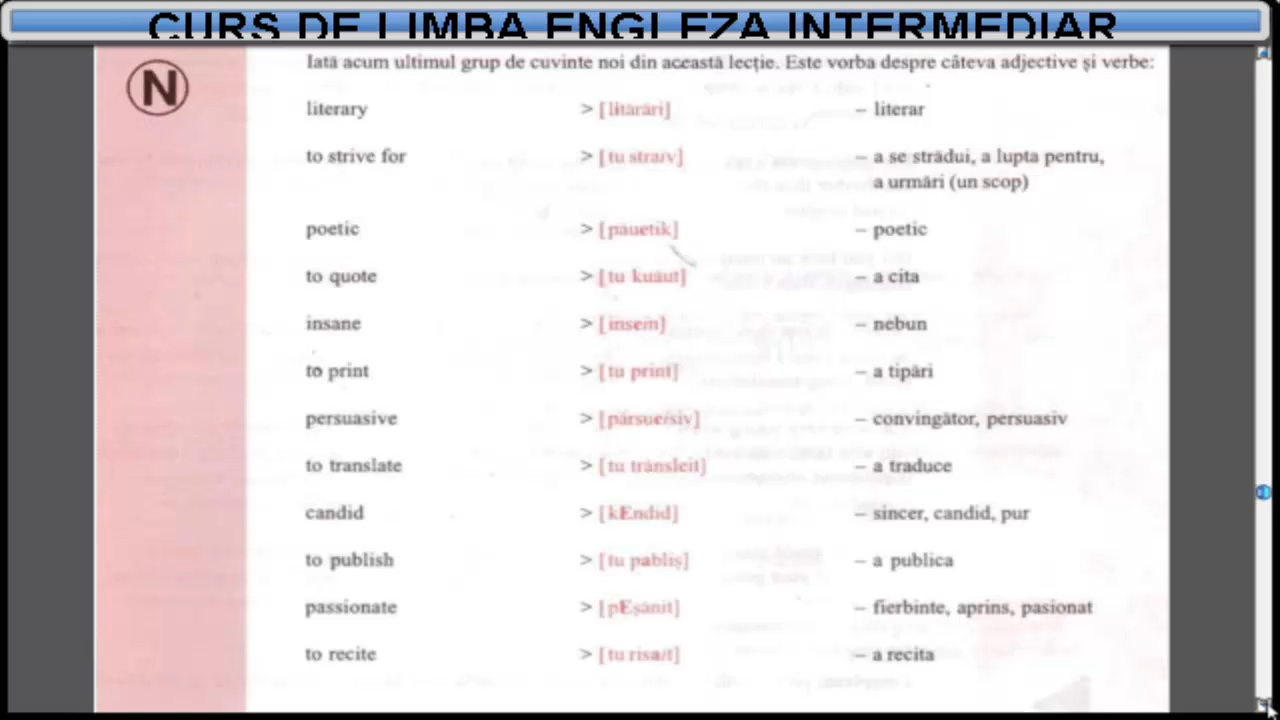 CURS DE LIMBA ENGLEZA INTERMEDIAR
N
Iată acum ultimul grup de cuvinte noi din această lecție. Este vorba despre câteva adjective și verbe:
literary > [litărări] – literar
to strive for > [tu straiv] – a se strădui, a lupta pentru,
a urmări (un scop)
poetic > [păuetik] – poetic
to quote > [tu kuăut] – a cita
insane > [insein] – nebun
to print > [tu print] – a tipări
persuasive > [părsueisiv] – convingător, persuasiv
to translate > [tu trănsleit] – a traduce
candid > [kEndid] – sincer, candid, pur
to publish > [tu pabliș] – a publica
passionate > [pEșănit] – fierbinte, aprins, pasionat
to recite > [tu risait] – a recita